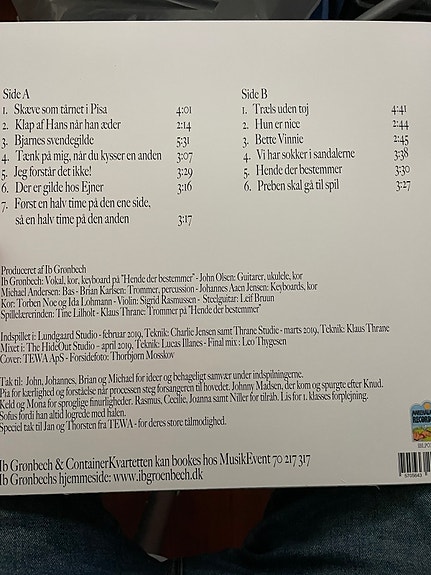 Side A
1. Skæve som tårnet i Pisa 4:01
2. Klap af Hans når han æder 2:14
3. Bjarnes svendegilde 5:31
4. Tænk på mig, når du kysser en anden 3:07
5. Jeg forstår det ikke! 3:29
6. Der er gilde hos Ejner 3:16
7. Først en halv time på den ene side,
så en halv time på den anden 3:17
Side B
1. Træls uden toj 4:41
2. Hun er nice 2:44
3. Bette Vinnie 2:45
4. Vi har sokker i sandalerne 3:38
5. Hende der bestemmer 3:30
6. Preben skal gå til spil 3:27
Produceret af Ib Grønbech
Ib Grønbech: Vokal, kor, keyboard på "Hende der bestemmer" - John Olsen: Guitarer, ukulele, kor
Michael Andersen: Bas - Brian Karlsen: Trommer, percussion - Johannes Aaen Jensen: Keyboards, kor
Kor: Torben Noe og Ida Lohmann - Violin: Sigrid Rasmussen - Steelguitar: Leif Bruun
Spillelærerinden: Tine Lilholt - Klaus Thrane: Trommer på "Hende der bestemmer"
Indspillet i: Lundgaard Studio - februar 2019, Teknik: Charlie Jensen samt Thrane Studio - marts 2019, Teknik: Klaus Thrane
Mixet i: The HideOut Studio - april 2019, Teknik: Lucas Illanes - Final mix: Leo Thygesen
Cover: TEWA ApS - Forsidefoto: Thorbjørn Mosskov
Tak til: John, Johannes, Brian og Michael for ideer og behageligt samvær under indspilningerne.
Pia for kærlighed og forståelse når processen steg forsangeren til hovedet. Johnny Madsen, der kom og spurgte efter Knud.
Keld og Mona for sproglige finurligheder. Rasmus, Cecilie, Joanna samt Niller for tilråb. Lis for 1. klasses forplejning.
Sofus fordi han altid logrede med halen.
Speciel tak til Jan og Thorsten fra TEWA - for deres store tålmodighed.
Ib Grønbech & ContainerKvartetten kan bookes hos MusikEvent 70 217 317
Ib Grønbechs hjemmeside: www.ibgroenbech.dk
RECORDS
5705643